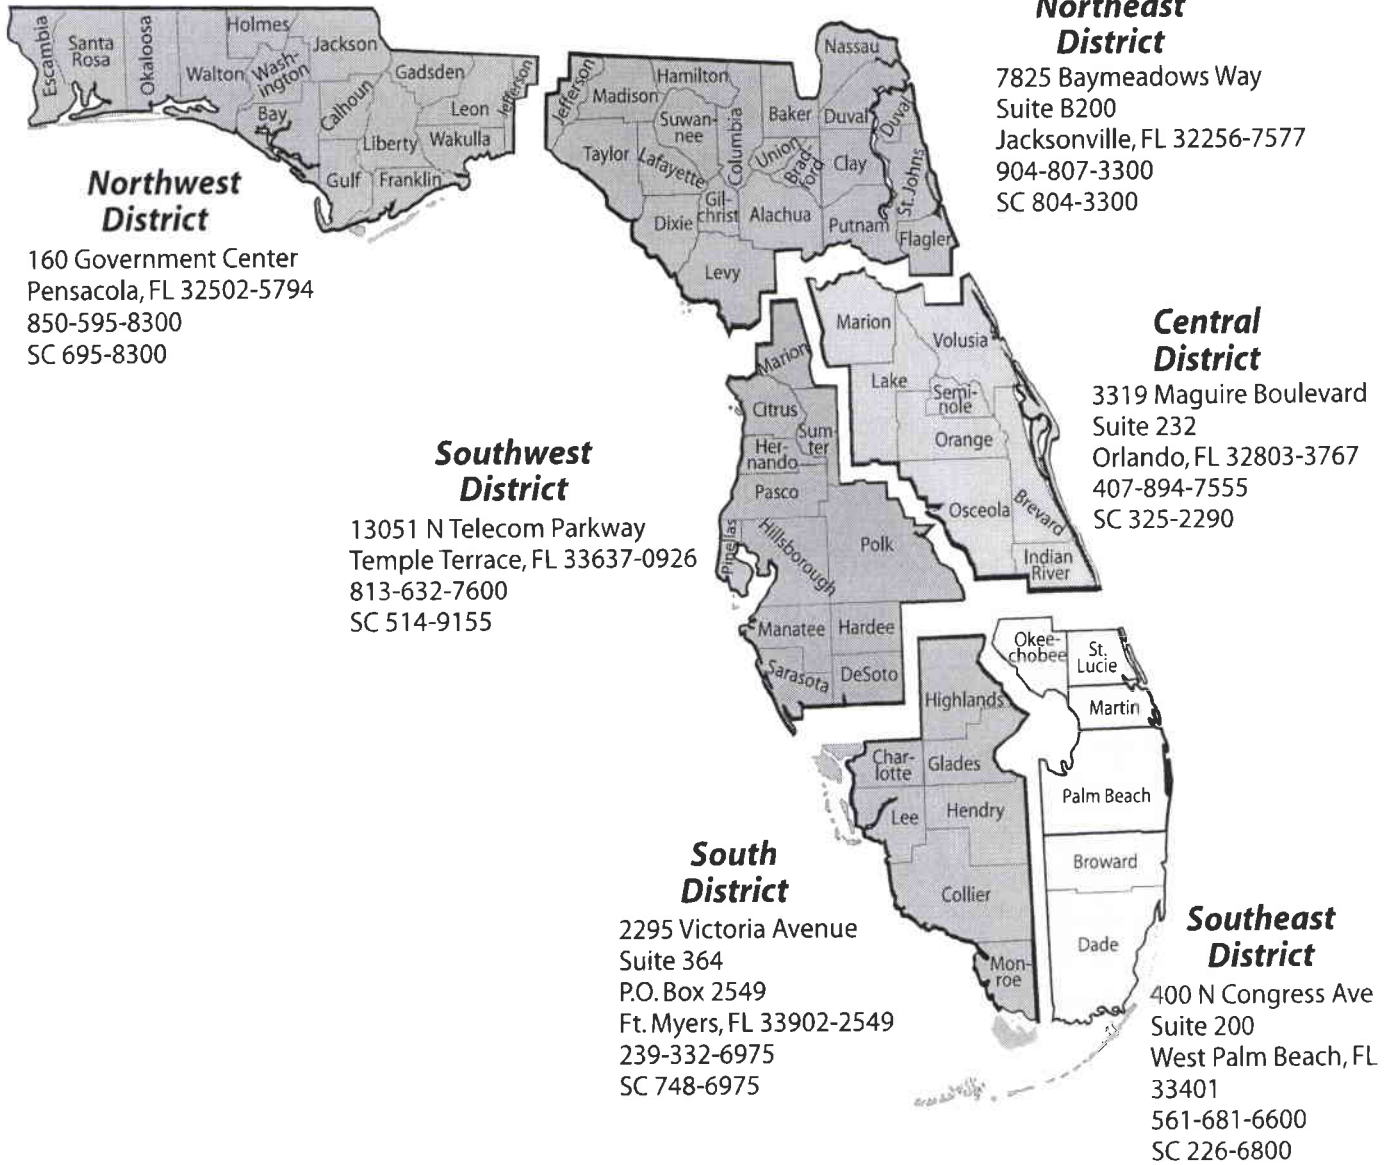 Northeast
District
7825 Baymeadows Way
Suite B200
Jacksonville, FL 32256-7577
904-807-3300
SC 804-3300
Escambia
Santa
Rosa
Okaloosa
Walton
Holmes
Wash-
ington
Bay
Jackson
Calhoun
Gulf
Liberty
Gadsden
Franklin
Leon
Wakulla
Jefferson
Northwest
District
160 Government Center
Pensacola, FL 32502-5794
850-595-8300
SC 695-8300
Jefferson
Madison
Hamilton
Taylor
Lafayette
Suwan-
nee
Columbia
Dixie
Gil-
christ
Levy
Alachua
Union
Brad-
ford
Baker
Nassau
Duval
Duval
Clay
St. Johns
Putnam
Flagler
Central
District
3319 Maguire Boulevard
Suite 232
Orlando, FL 32803-3767
407-894-7555
SC 325-2290
Marion
Volusia
Lake
Semi-
nole
Orange
Osceola
Brevard
Indian
River
Southwest
District
13051 N Telecom Parkway
Temple Terrace, FL 33637-0926
813-632-7600
SC 514-9155
Marion
Citrus
Sum-
ter
Her-
nando
Pasco
Pinellas
Hillsborough
Polk
Manatee
Hardee
Sarasota
DeSoto
South
District
2295 Victoria Avenue
Suite 364
P.O. Box 2549
Ft. Myers, FL 33902-2549
239-332-6975
SC 748-6975
Highlands
Char-
lotte
Glades
Lee
Hendry
Collier
Mon-
roe
Okee-
chobee
St.
Lucie
Martin
Palm Beach
Broward
Dade
Southeast
District
400 N Congress Ave
Suite 200
West Palm Beach, FL
33401
561-681-6600
SC 226-6800